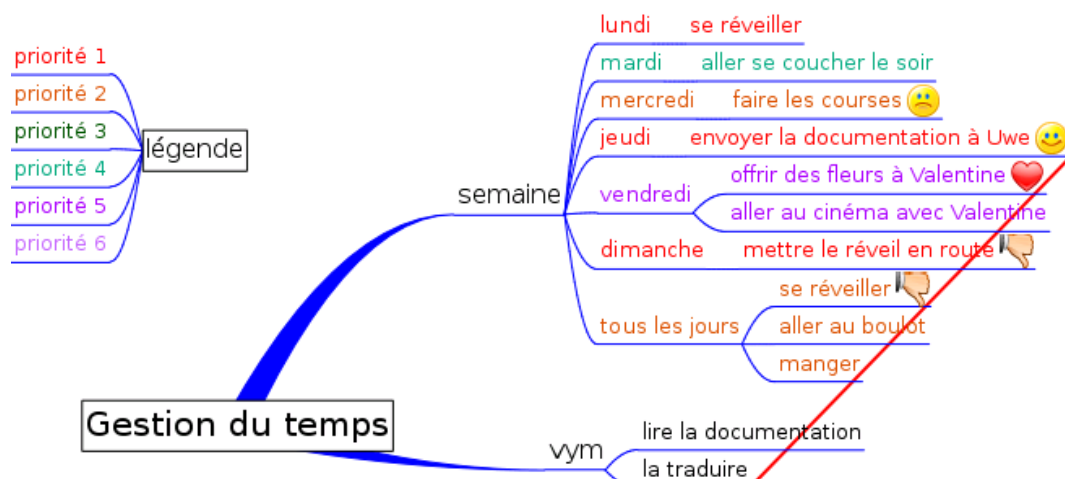 priorité 1
priorité 2
priorité 3
priorité 4
priorité 5
priorité 6
légende
Gestion du temps
semaine
lundi se réveiller
mardi aller se coucher le soir
mercredi faire les courses
jeudi envoyer la documentation à Uwe
vendredi
offrir des fleurs à Valentine
aller au cinéma avec Valentine
dimanche mettre le réveil en route
tous les jours
se réveiller
aller au boulot
manger
vym
lire la documentation
la traduire